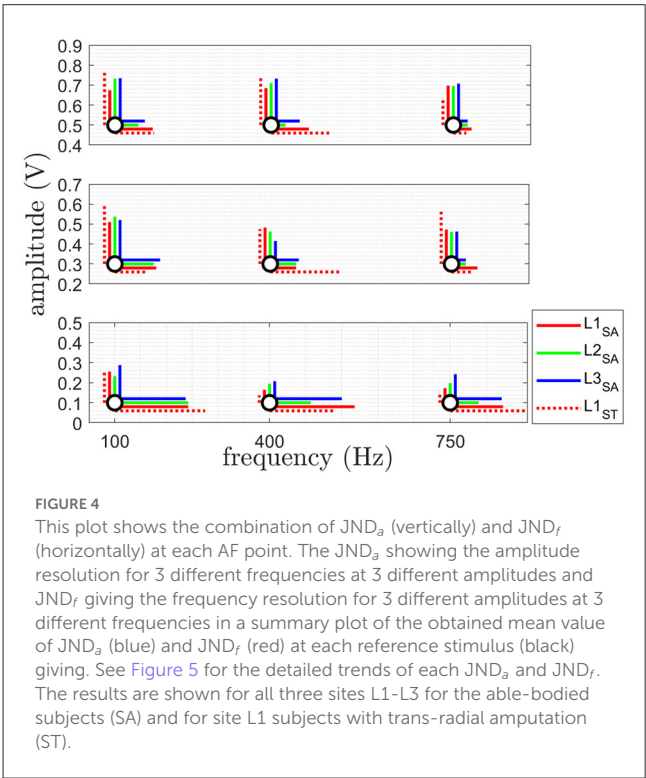 0.9
0.8
0.7
0.6
0.5
0.4
0.7
0.6
0.5
0.4
0.3
0.2
0.5
0.4
0.3
0.2
0.1
0
amplitude (V)
100 400 750
frequency (Hz)
L1SA
L2SA
L3SA
L1ST
FIGURE 4
This plot shows the combination of JNDa (vertically) and JNDf
(horizontally) at each AF point. The JNDa showing the amplitude
resolution for 3 different frequencies at 3 different amplitudes and
JNDf giving the frequency resolution for 3 different amplitudes at 3
different frequencies in a summary plot of the obtained mean value
of JNDa (blue) and JNDf (red) at each reference stimulus (black)
giving. See Figure 5 for the detailed trends of each JNDa and JNDf.
The results are shown for all three sites L1-L3 for the able-bodied
subjects (SA) and for site L1 subjects with trans-radial amputation
(ST).